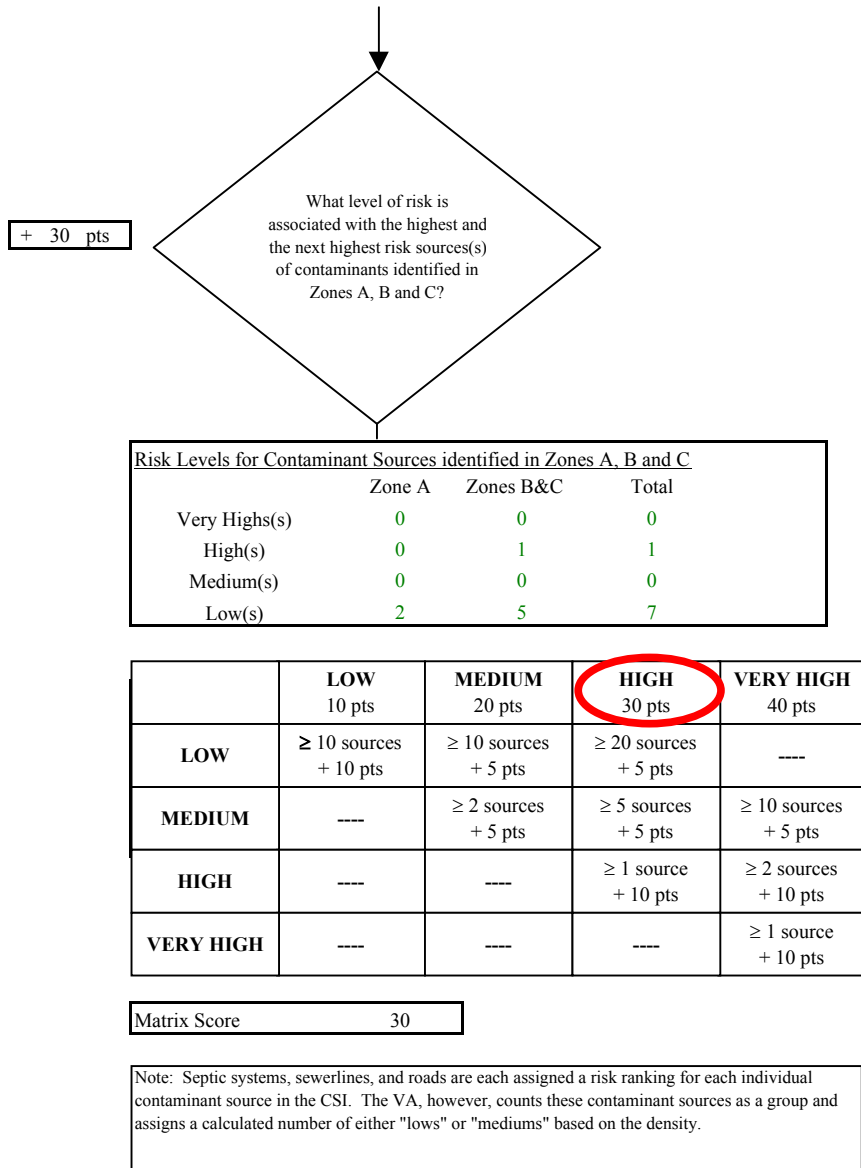 What level of risk is
associated with the highest and
the next highest risk sources(s)
of contaminants identified in
Zones A, B and C?
+ 30 pts
Risk Levels for Contaminant Sources identified in Zones A, B and C
Zone A Zones B&C Total
Very Highs(s) 0 0 0
High(s) 0 1 1
Medium(s) 0 0 0
Low(s) 2 5 7
LOW MEDIUM HIGH VERY HIGH
10 pts 20 pts 30 pts 40 pts
LOW ≥ 10 sources ≥ 10 sources ≥ 20 sources ----
+ 10 pts + 5 pts + 5 pts
MEDIUM ---- ≥ 2 sources ≥ 5 sources ≥ 10 sources
+ 5 pts + 5 pts + 5 pts
HIGH ---- ---- ≥ 1 source ≥ 2 sources
+ 10 pts + 10 pts
VERY HIGH ---- ---- ---- ≥ 1 source
+ 10 pts
Matrix Score 30
Note: Septic systems, sewerlines, and roads are each assigned a risk ranking for each individual
contaminant source in the CSI. The VA, however, counts these contaminant sources as a group and
assigns a calculated number of either "lows" or "mediums" based on the density.